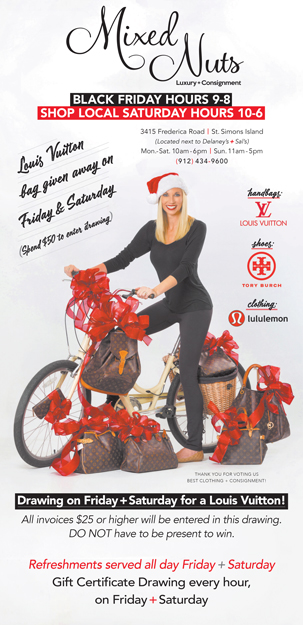 Mixed
Nuts
Luxury+Consignment
BLACK FRIDAY HOURS 9-8
SHOP LOCAL SATURDAY HOURS 10-6
3415 Frederica Road | St. Simons Island
(Located next to Delaney's + Sal's)
Mon.-Sat. 10am-6pm | Sun. 11am-5pm
(912) 434-9600
Louis Vuitton
bag given away on
Friday & Saturday
(Spend $50 to enter drawing)
handbags:
LV
LOUIS VUITTON
shoes:
TORY BURCH
clothing:
lululemon
THANK YOU FOR VOTING US
BEST CLOTHING + CONSIGNMENT!
Drawing on Friday+Saturday for a Louis Vuitton!
All invoices $25 or higher will be entered in this drawing.
DO NOT have to be present to win.
Refreshments served all day Friday + Saturday
Gift Certificate Drawing every hour,
on Friday+Saturday